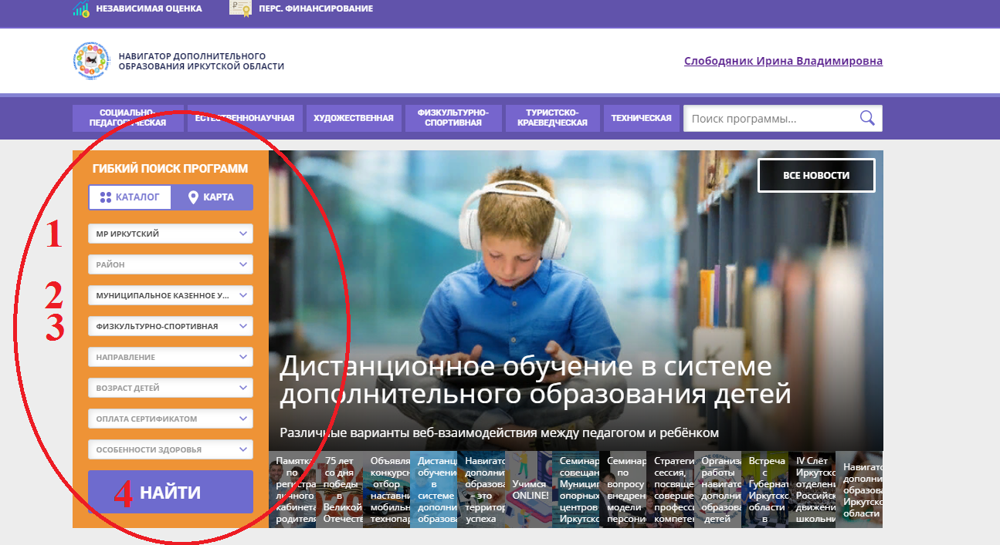 НЕЗАВИСИМАЯ ОЦЕНКА
ПЕРС. ФИНАНСИРОВАНИЕ
НАВИГАТОР ДОПОЛНИТЕЛЬНОГО
ОБРАЗОВАНИЯ ИРКУТСКОЙ ОБЛАСТИ
Слободяник Ирина Владимировна
СОЦИАЛЬНО-
ПЕДАГОГИЧЕСКАЯ
ЕСТЕСТВЕННОНАУЧНАЯ
ХУДОЖЕСТВЕННАЯ
ФИЗКУЛЬТУРНО-
СПОРТИВНАЯ
ТУРИСТСКО-
КРАЕВЕДЧЕСКАЯ
ТЕХНИЧЕСКАЯ
Поиск программы...
ГИБКИЙ ПОИСК ПРОГРАММ
КАТАЛОГ
КАРТА
1
МР ИРКУТСКИЙ
РАЙОН
2
МУНИЦИПАЛЬНОЕ КАЗЕННОЕ У...
3
ФИЗКУЛЬТУРНО-СПОРТИВНАЯ
НАПРАВЛЕНИЕ
ВОЗРАСТ ДЕТЕЙ
ОПЛАТА СЕРТИФИКАТОМ
ОСОБЕННОСТИ ЗДОРОВЬЯ
4 НАЙТИ
ВСЕ НОВОСТИ
Дистанционное обучение в системе
дополнительного образования детей
Различные варианты веб-взаимодействия между педагогом и ребёнком
Памятка
по
регистра
личного
кабинета
родителя
75 лет
со дня
победы
в
Великой
Отечеств
Объявля
конкурсн
отбор
наставни
мобильн
технопар
Дистанц
обучени
в
системе
дополни
образова
Навигато
дополни
образова
– это
территор
успеха
Учимся
ONLINE!
Семинар
совещан
Муницип
опорных
центров
Иркутско
Семинар
по
вопросу
внедрени
модели
персони
Стратеги
сессия,
посвяще
соверше
професс
компете
Организа
работы
навигато
дополни
образова
детей
Встреча
с
Губернат
Иркутско
области
в
IV Слёт
Иркутско
отделени
Российс
движени
школьни
Навигато
дополни
образова
Иркутско
области